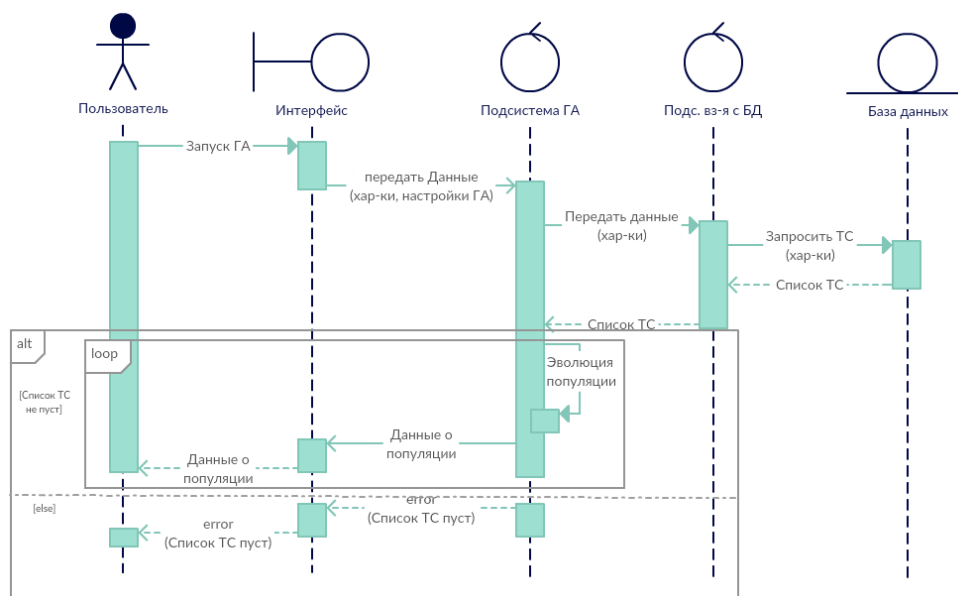 Пользователь
Интерфейс
Подсистема ГА
Подс. вз-я с БД
База данных
Запуск ГА
передать Данные
(хар-ки, настройки ГА)
Передать данные
(хар-ки)
Запросить ТС
(хар-ки)
Список ТС
Список ТС
alt
loop
[Список ТС
не пуст]
Эволюция
популяции
Данные о
популяции
Данные о
популяции
[else]
error
(Список ТС пуст)
error
(Список ТС пуст)